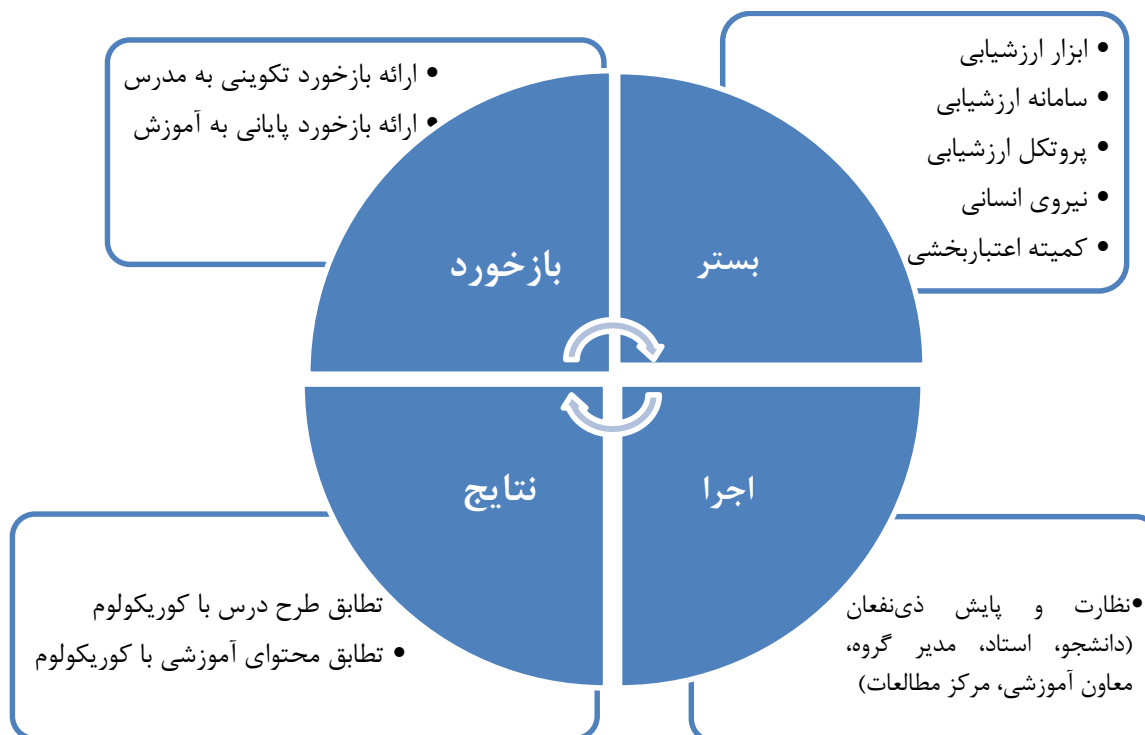 • ابزار ارزشیابی
• سامانه ارزشیابی
• پروتکل ارزشیابی
• نیروی انسانی
• کمیته اعتباربخشی
• ارائه بازخورد تکوینی به مدرس
• ارائه بازخورد پایانی به آموزش
بستر
بازخورد
اجرا
نتایج
•نظارت و پایش ذی‌نفعان
(دانشجو، استاد، مدیر گروه،
معاون آموزشی، مرکز مطالعات)
تطابق طرح درس با کوریکولوم
• تطابق محتوای آموزشی با کوریکولوم